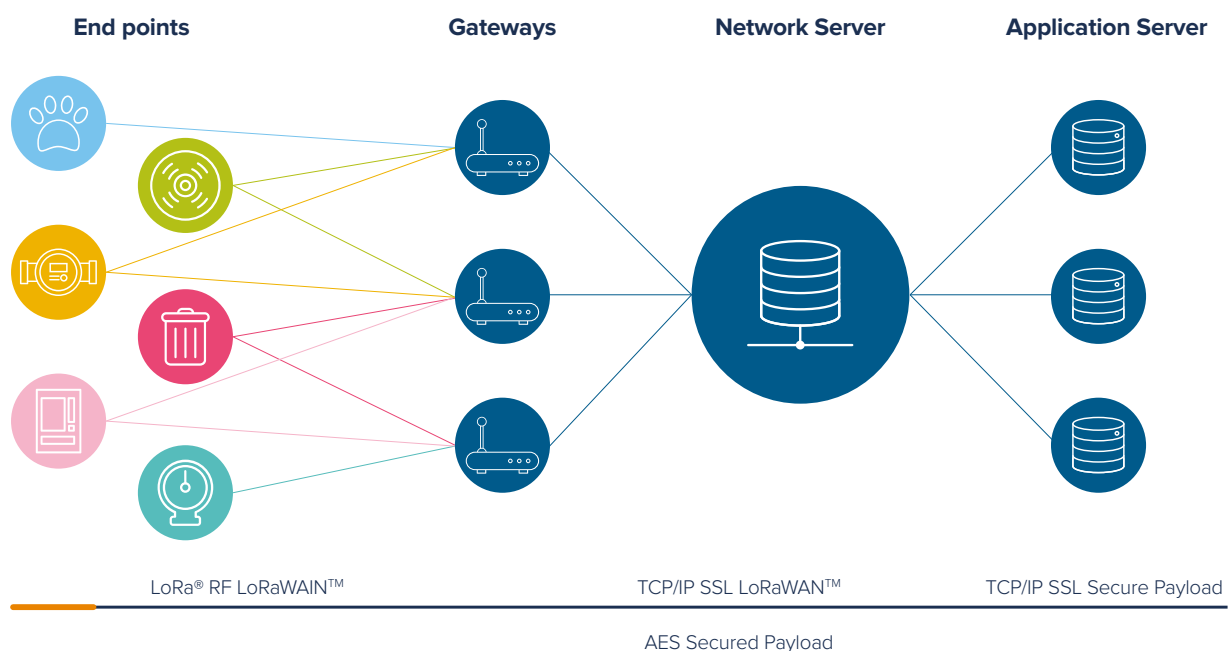 End points
Gateways
Network Server
Application Server
LoRa® RF LoRaWAIN™
TCP/IP SSL LoRaWAN™
TCP/IP SSL Secure Payload
AES Secured Payload